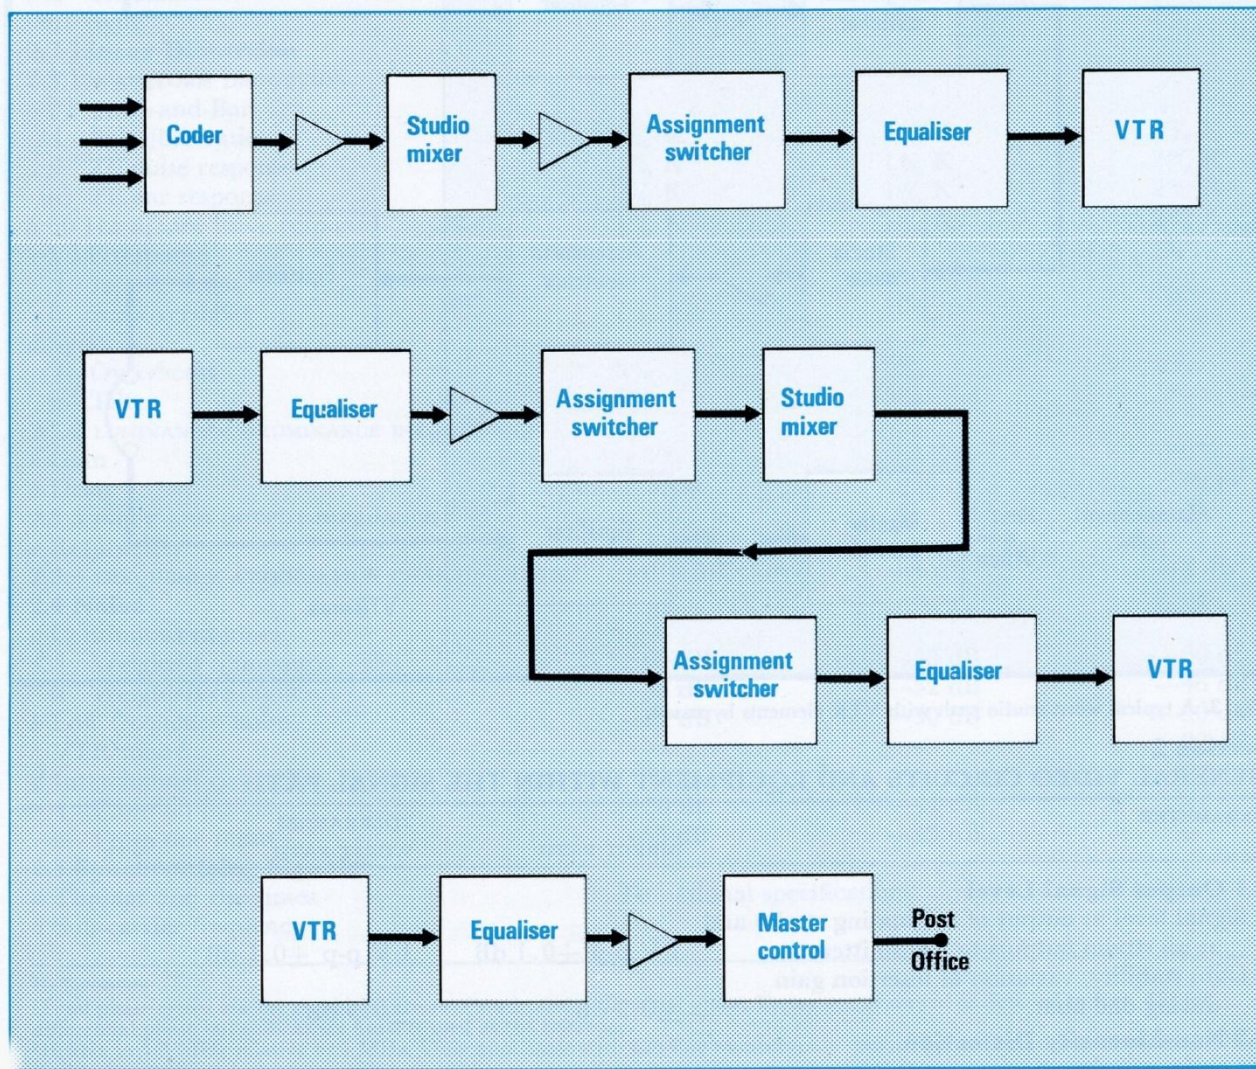 Coder
Studio
mixer
Assignment
switcher
Equaliser
VTR
VTR
Equaliser
Assignment
switcher
Studio
mixer
Assignment
switcher
Equaliser
VTR
VTR
Equaliser
Master
control
Post
Office